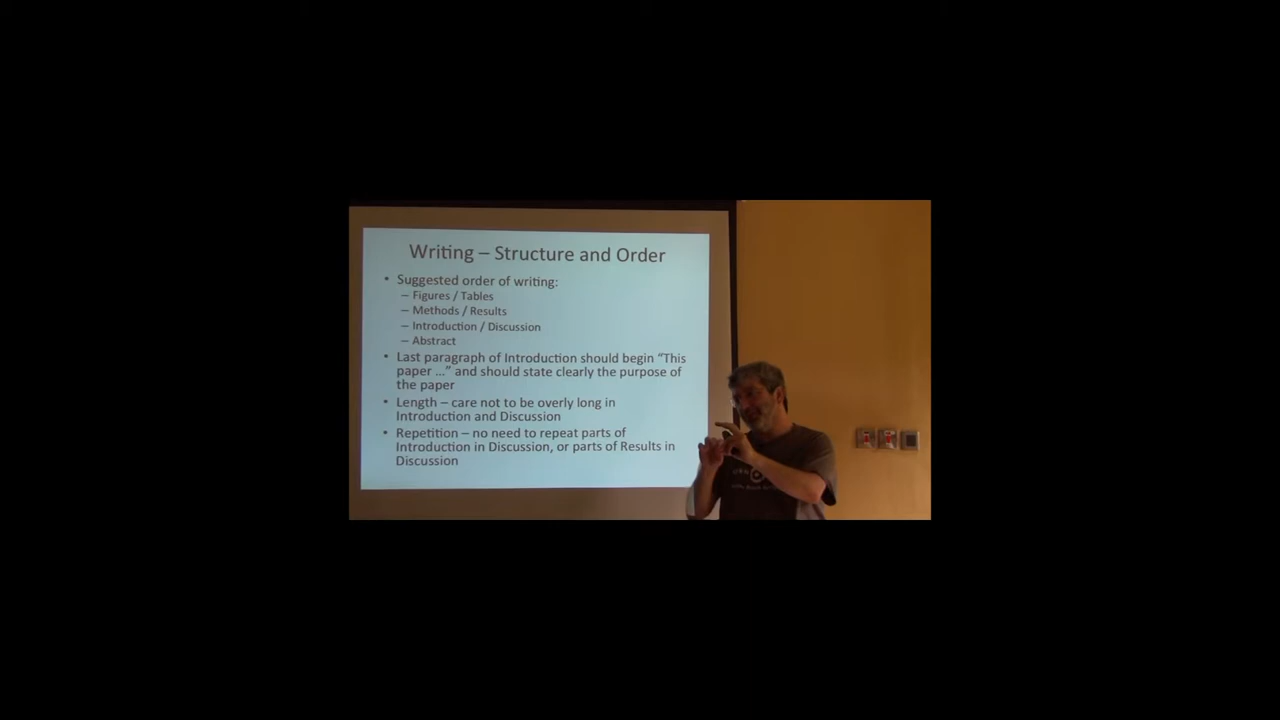 Writing – Structure and Order
• Suggested order of writing:
– Figures / Tables
– Methods / Results
– Introduction / Discussion
– Abstract
• Last paragraph of Introduction should begin “This
paper ...” and should state clearly the purpose of
the paper
• Length – care not to be overly long in
Introduction and Discussion
• Repetition – no need to repeat parts of
Introduction in Discussion, or parts of Results in
Discussion